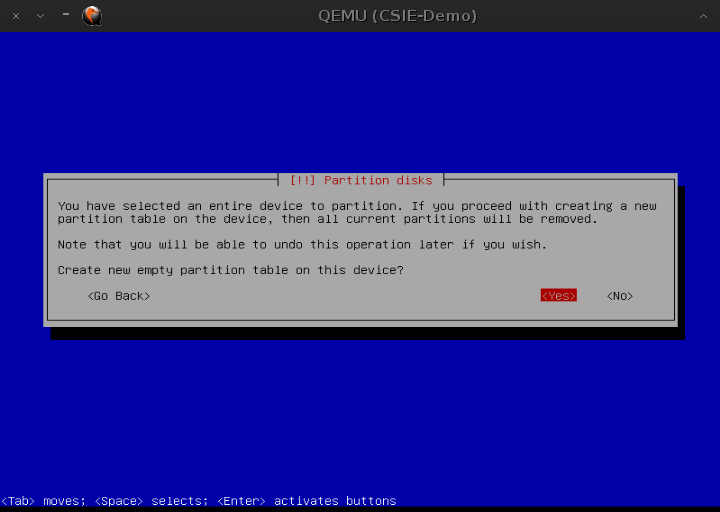 QEMU (CSIE-Demo)
[!!] Partition disks
You have selected an entire device to partition. If you proceed with creating a new
partition table on the device, then all current partitions will be removed.
Note that you will be able to undo this operation later if you wish.
Create new empty partition table on this device?
<Go Back> <Yes> <No>
<Tab> moves; <Space> selects; <Enter> activates buttons